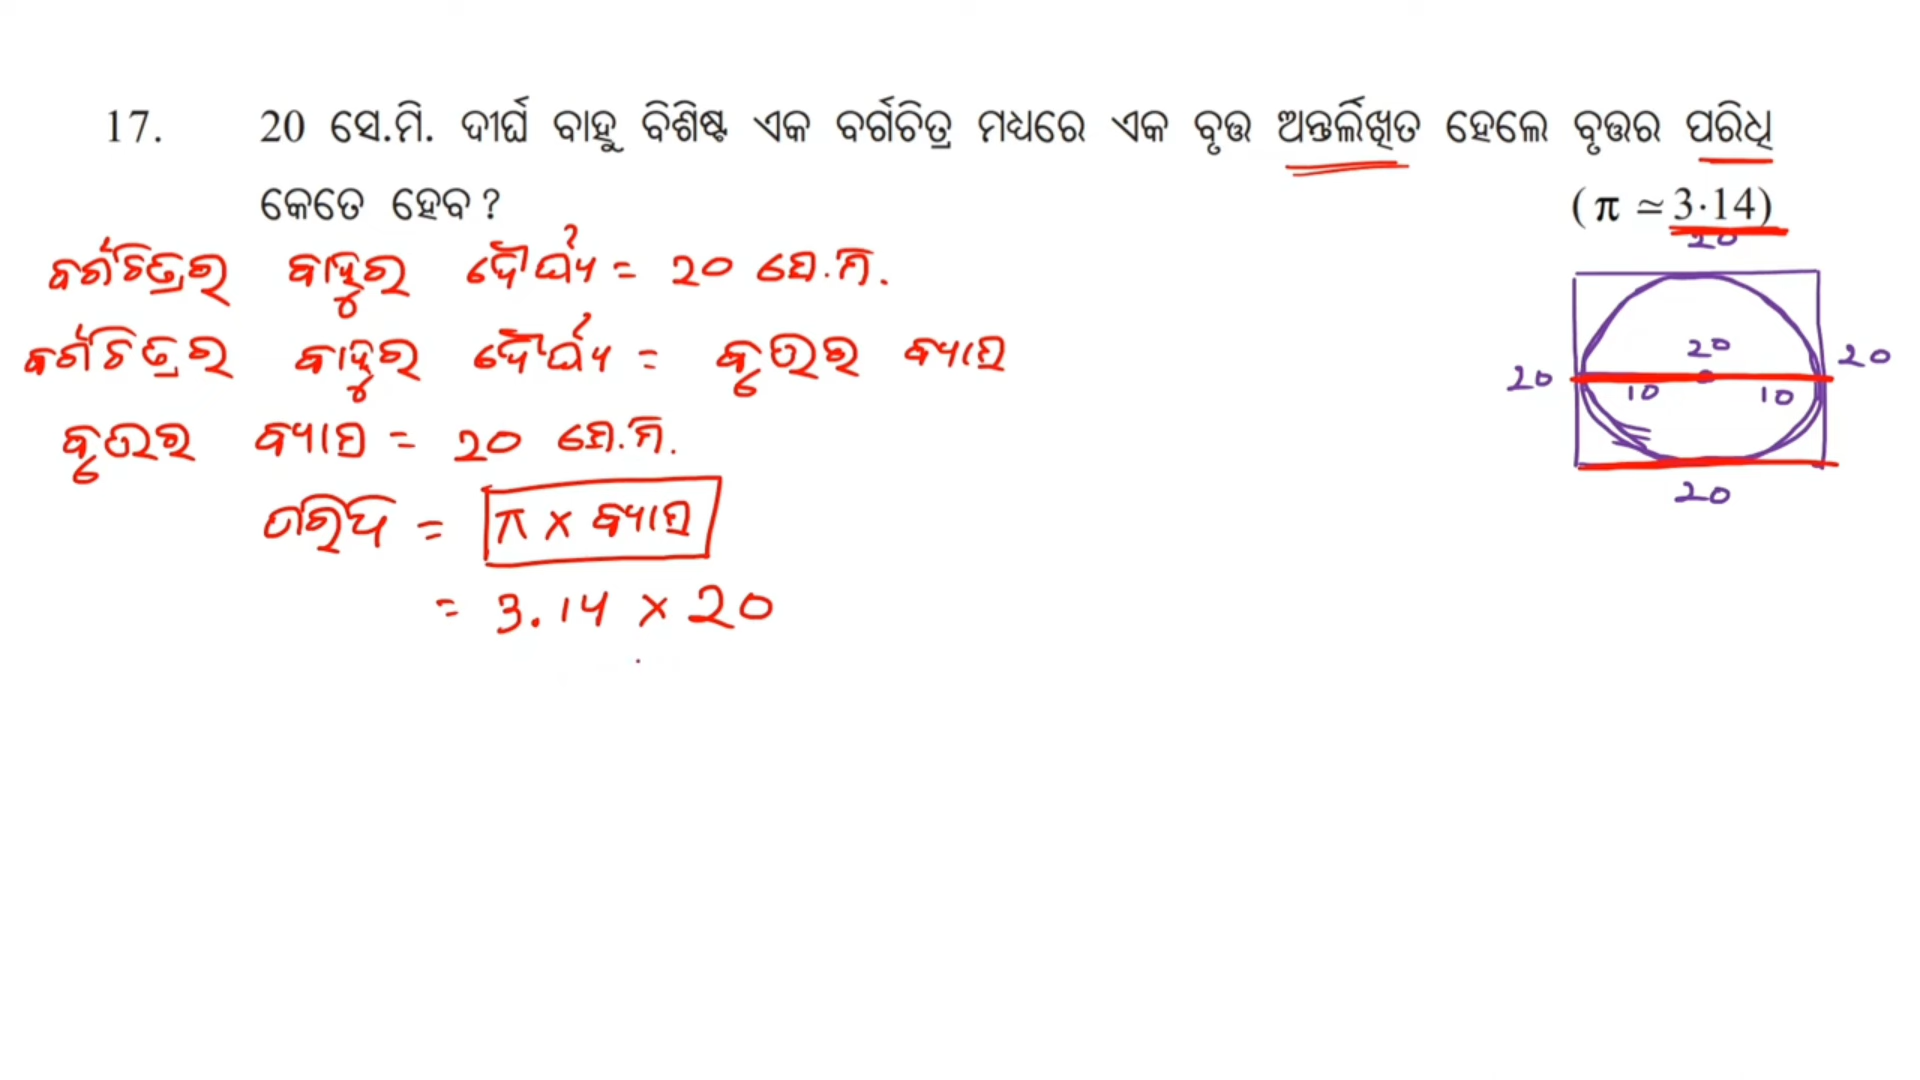 17. 20 ସେ.ମି. ଦୀର୍ଘ ବାହୁ ବିଶିଷ୍ଟ ଏକ ବର୍ଗଚିତ୍ର ମଧ୍ୟରେ ଏକ ବୃତ୍ତ ଅନ୍ତର୍ଲିଖିତ ହେଲେ ବୃତ୍ତର ପରିଧି
କେତେ ହେବ ? (π ≃ 3·14)
ବର୍ଗଚିତ୍ରର ବାହୁର ଦୈର୍ଘ୍ୟ = 20 ସେ.ମି.
ବର୍ଗଚିତ୍ରର ବାହୁର ଦୈର୍ଘ୍ୟ = ବୃତ୍ତର ବ୍ୟାସ
ବୃତ୍ତର ବ୍ୟାସ = 20 ସେ.ମି.
ପରିଧି = π × ବ୍ୟାସ
= 3.14 × 20
20
20
20
20
10
10
20